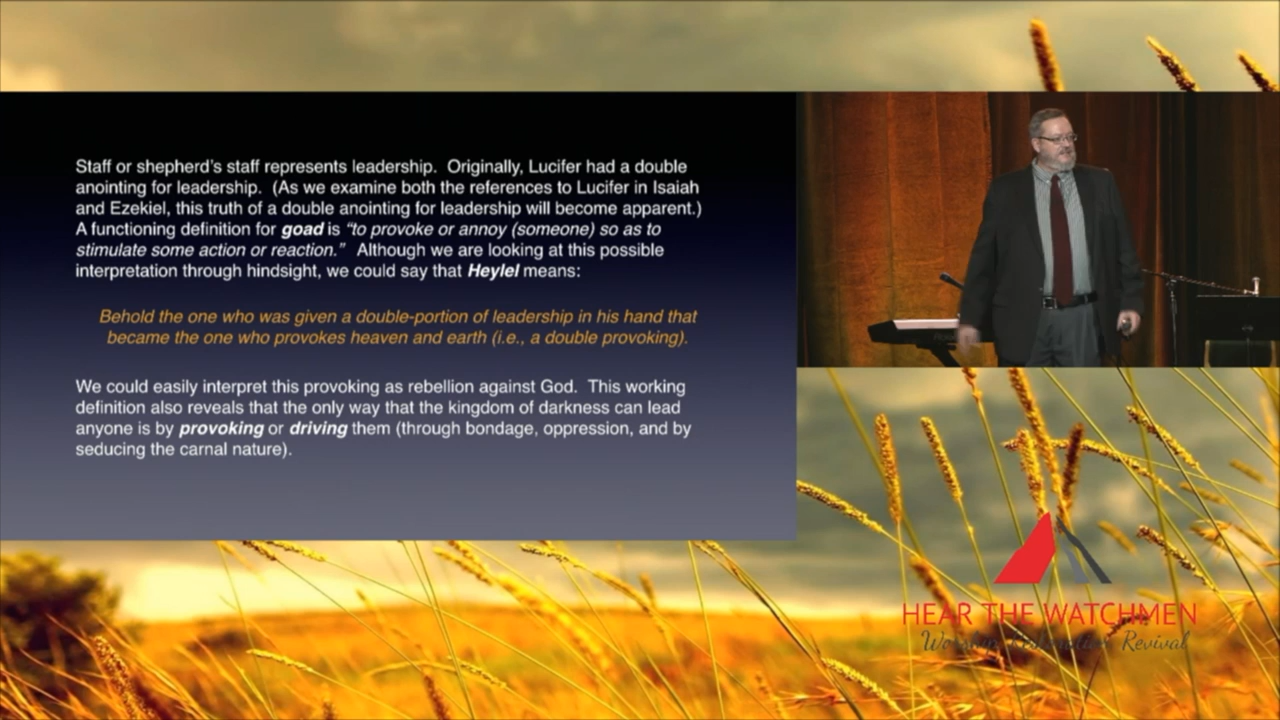 Staff or shepherd's staff represents leadership. Originally, Lucifer had a double
anointing for leadership. (As we examine both the references to Lucifer in Isaiah
and Ezekiel, this truth of a double anointing for leadership will become apparent.)
A functioning definition for goad is “to provoke or annoy (someone) so as to
stimulate some action or reaction.” Although we are looking at this possible
interpretation through hindsight, we could say that Heylel means:
Behold the one who was given a double-portion of leadership in his hand that
became the one who provokes heaven and earth (i.e., a double provoking).
We could easily interpret this provoking as rebellion against God. This working
definition also reveals that the only way that the kingdom of darkness can lead
anyone is by provoking or driving them (through bondage, oppression, and by
seducing the carnal nature).
HEAR THE WATCHMEN
Worship Revival